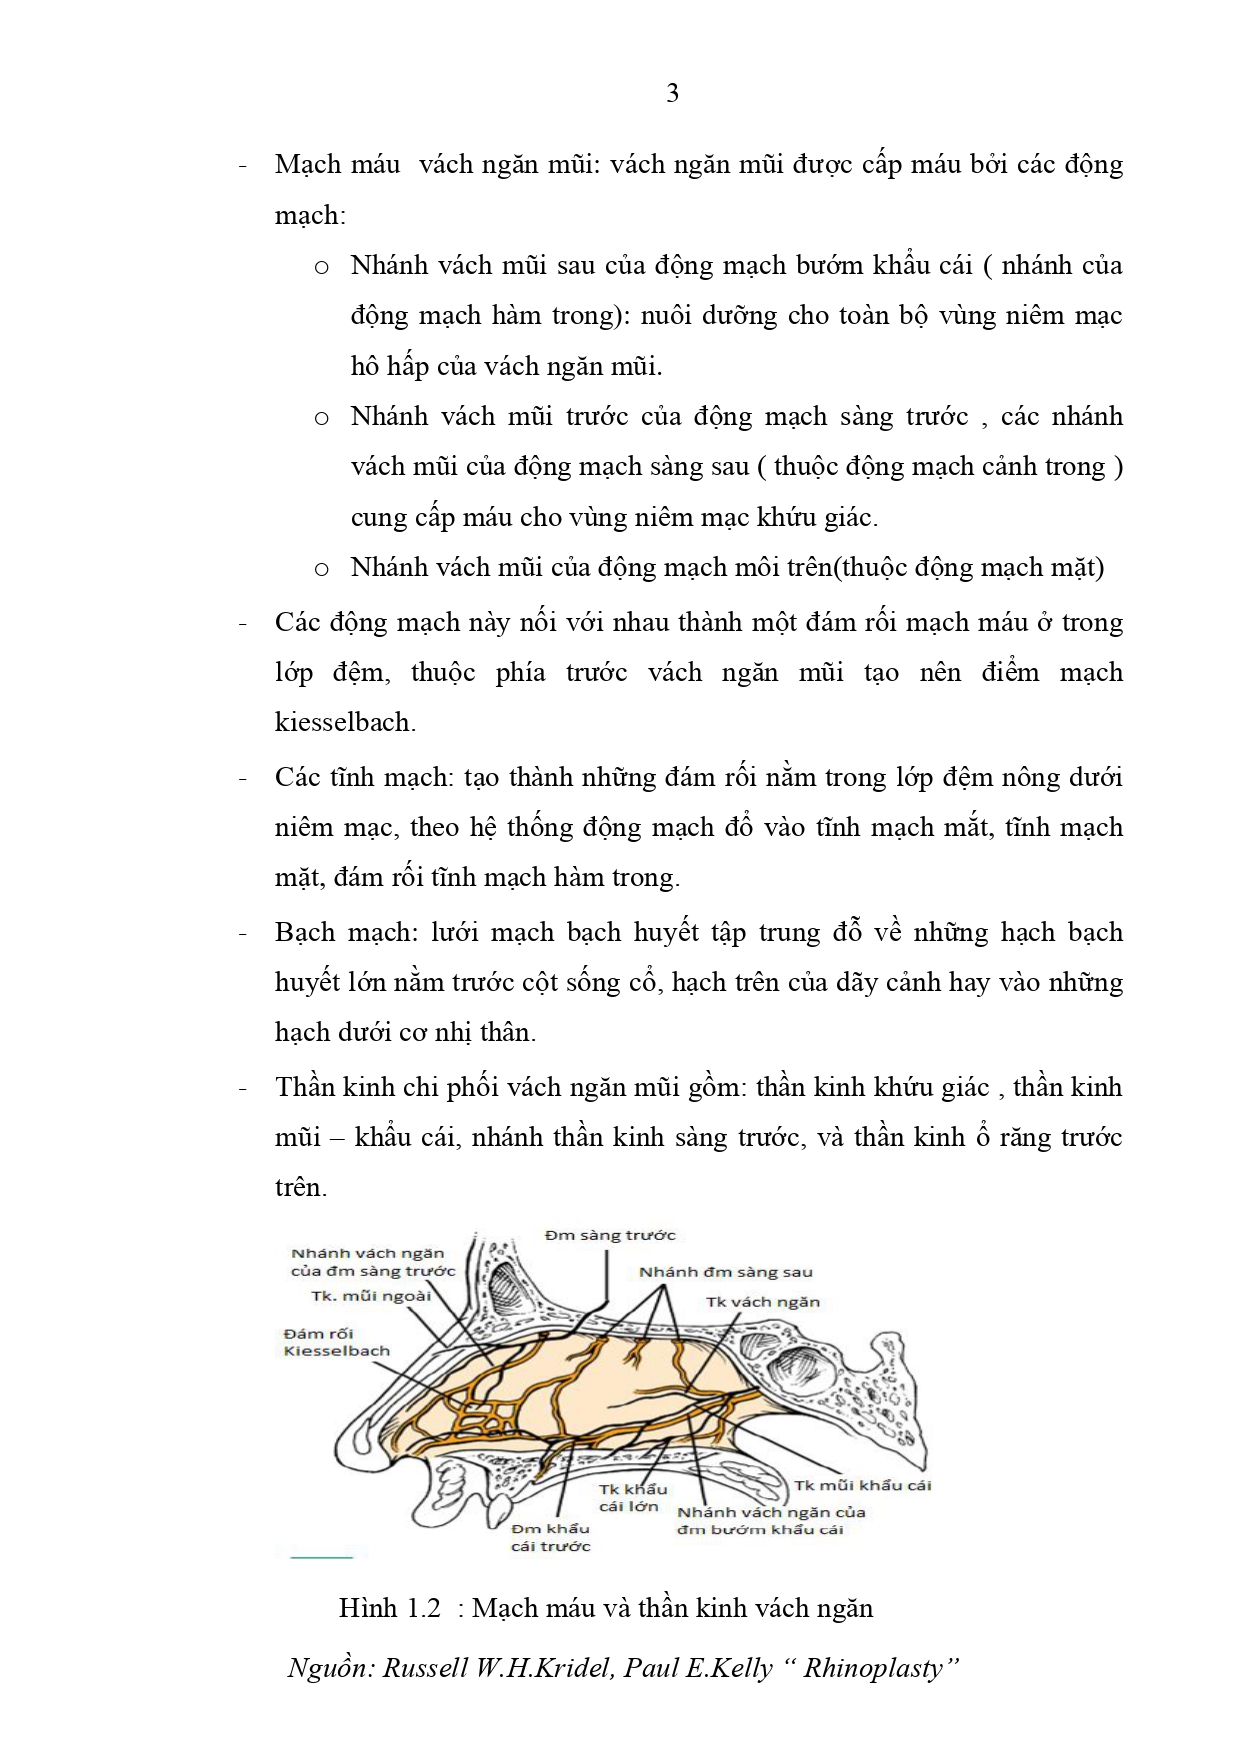 3
- Mạch máu  vách ngăn mũi: vách ngăn mũi được cấp máu bởi các động
mạch:
o Nhánh vách mũi sau của động mạch bướm khẩu cái ( nhánh của
động mạch hàm trong): nuôi dưỡng cho toàn bộ vùng niêm mạc
hô hấp của vách ngăn mũi.
o Nhánh vách mũi trước của động mạch sàng trước , các nhánh
vách mũi của động mạch sàng sau ( thuộc động mạch cảnh trong )
cung cấp máu cho vùng niêm mạc khứu giác.
o Nhánh vách mũi của động mạch môi trên(thuộc động mạch mặt)
- Các động mạch này nối với nhau thành một đám rối mạch máu ở trong
lớp đệm, thuộc phía trước vách ngăn mũi tạo nên điểm mạch
kiesselbach.
- Các tĩnh mạch: tạo thành những đám rối nằm trong lớp đệm nông dưới
niêm mạc, theo hệ thống động mạch đổ vào tĩnh mạch mắt, tĩnh mạch
mặt, đám rối tĩnh mạch hàm trong.
- Bạch mạch: lưới mạch bạch huyết tập trung đỗ về những hạch bạch
huyết lớn nằm trước cột sống cổ, hạch trên của dãy cảnh hay vào những
hạch dưới cơ nhị thân.
- Thần kinh chi phối vách ngăn mũi gồm: thần kinh khứu giác , thần kinh
mũi – khẩu cái, nhánh thần kinh sàng trước, và thần kinh ổ răng trước
trên.
Đm sàng trước
Nhánh vách ngăn
của đm sàng trước
Nhánh đm sàng sau
Tk. mũi ngoài
Tk vách ngăn
Đám rối
Kiesselbach
Tk mũi khẩu cái
Tk khẩu
cái lớn
Nhánh vách ngăn của
đm bướm khẩu cái
Đm khẩu
cái trước
Hình 1.2  : Mạch máu và thần kinh vách ngăn
Nguồn: Russell W.H.Kridel, Paul E.Kelly “ Rhinoplasty”